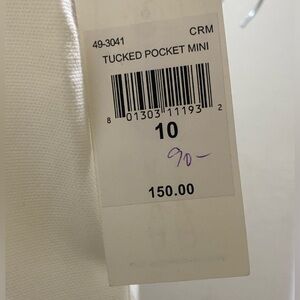 49-3041 CRM
TUCKED POCKET MINI
8 01303 11193 2
10
90-
150.00